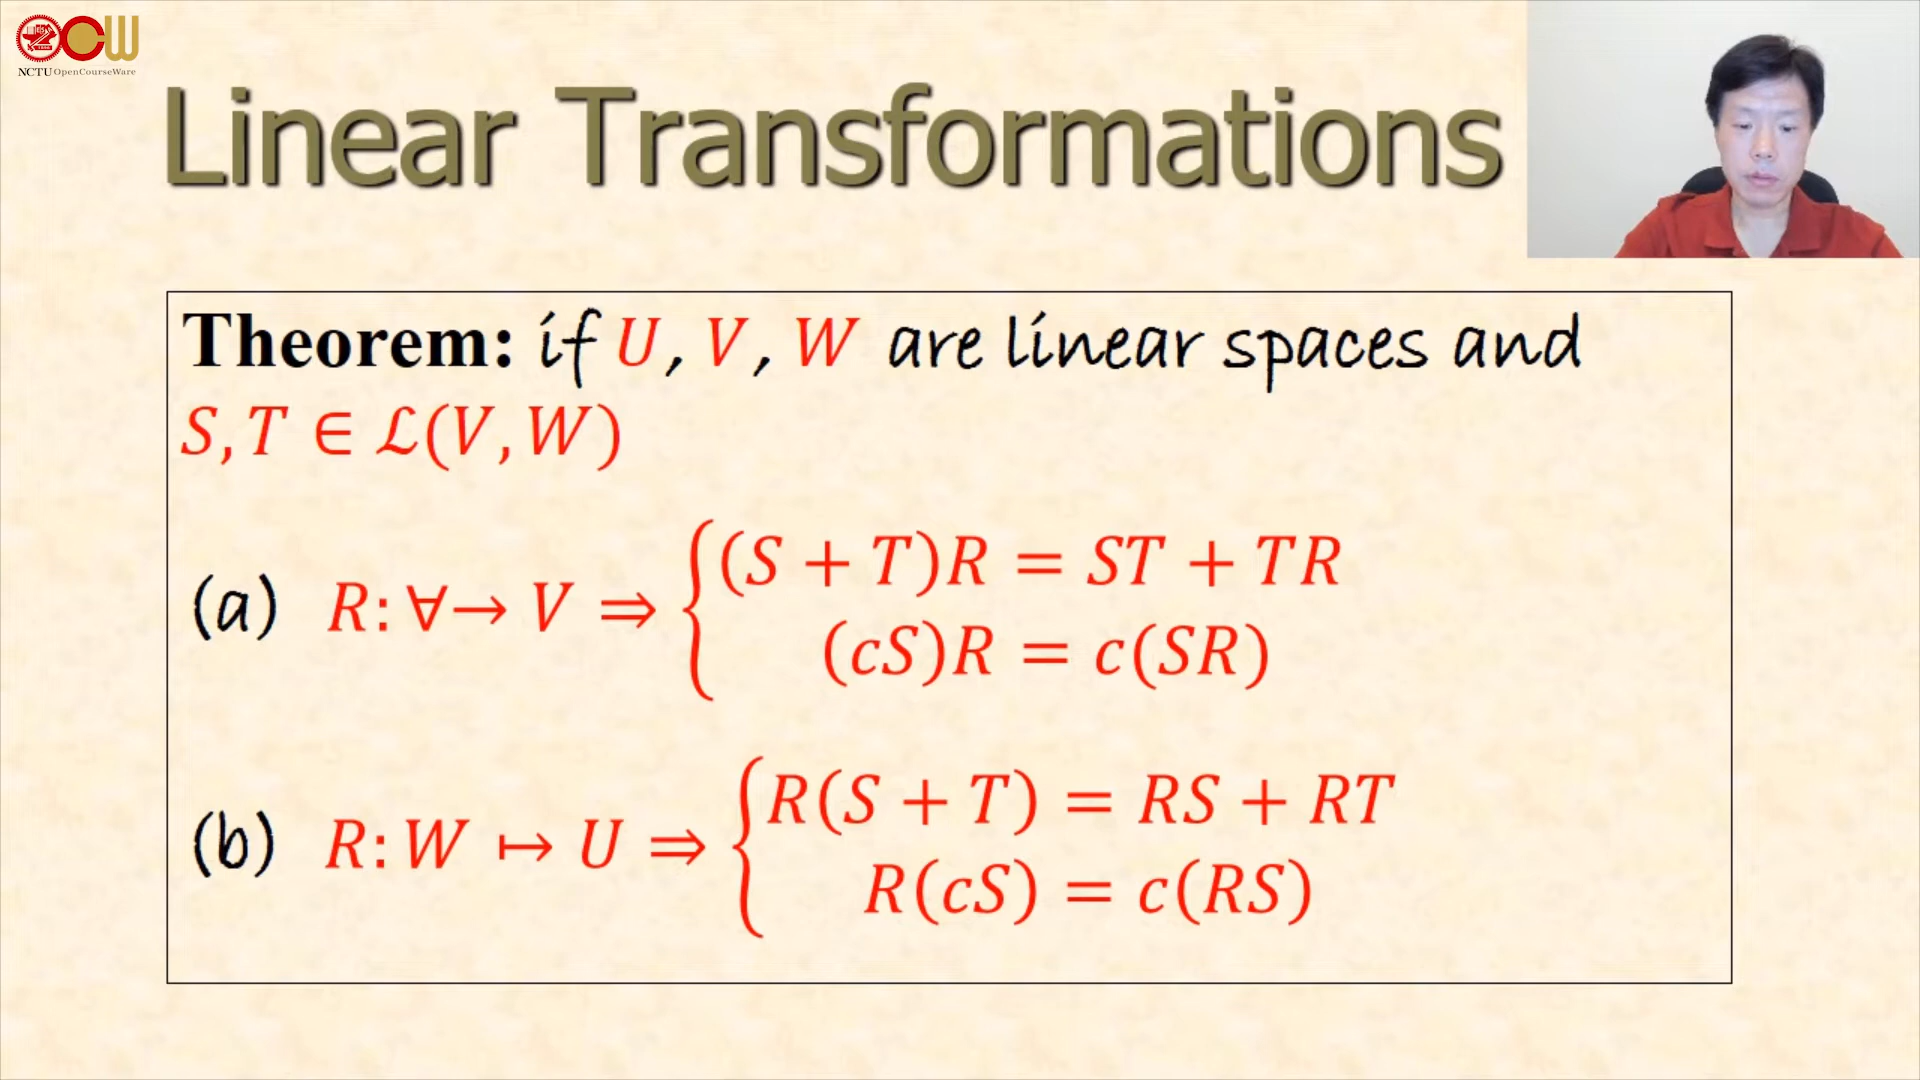 NCTU OpenCourseWare
Linear Transformations
Theorem: if U, V, W are linear spaces and
S, T ∈ ℒ(V, W)
(a) R: ∀→ V ⇒ { (S + T)R = ST + TR
(cS)R = c(SR)
(b) R: W ↦ U ⇒ { R(S + T) = RS + RT
R(cS) = c(RS)